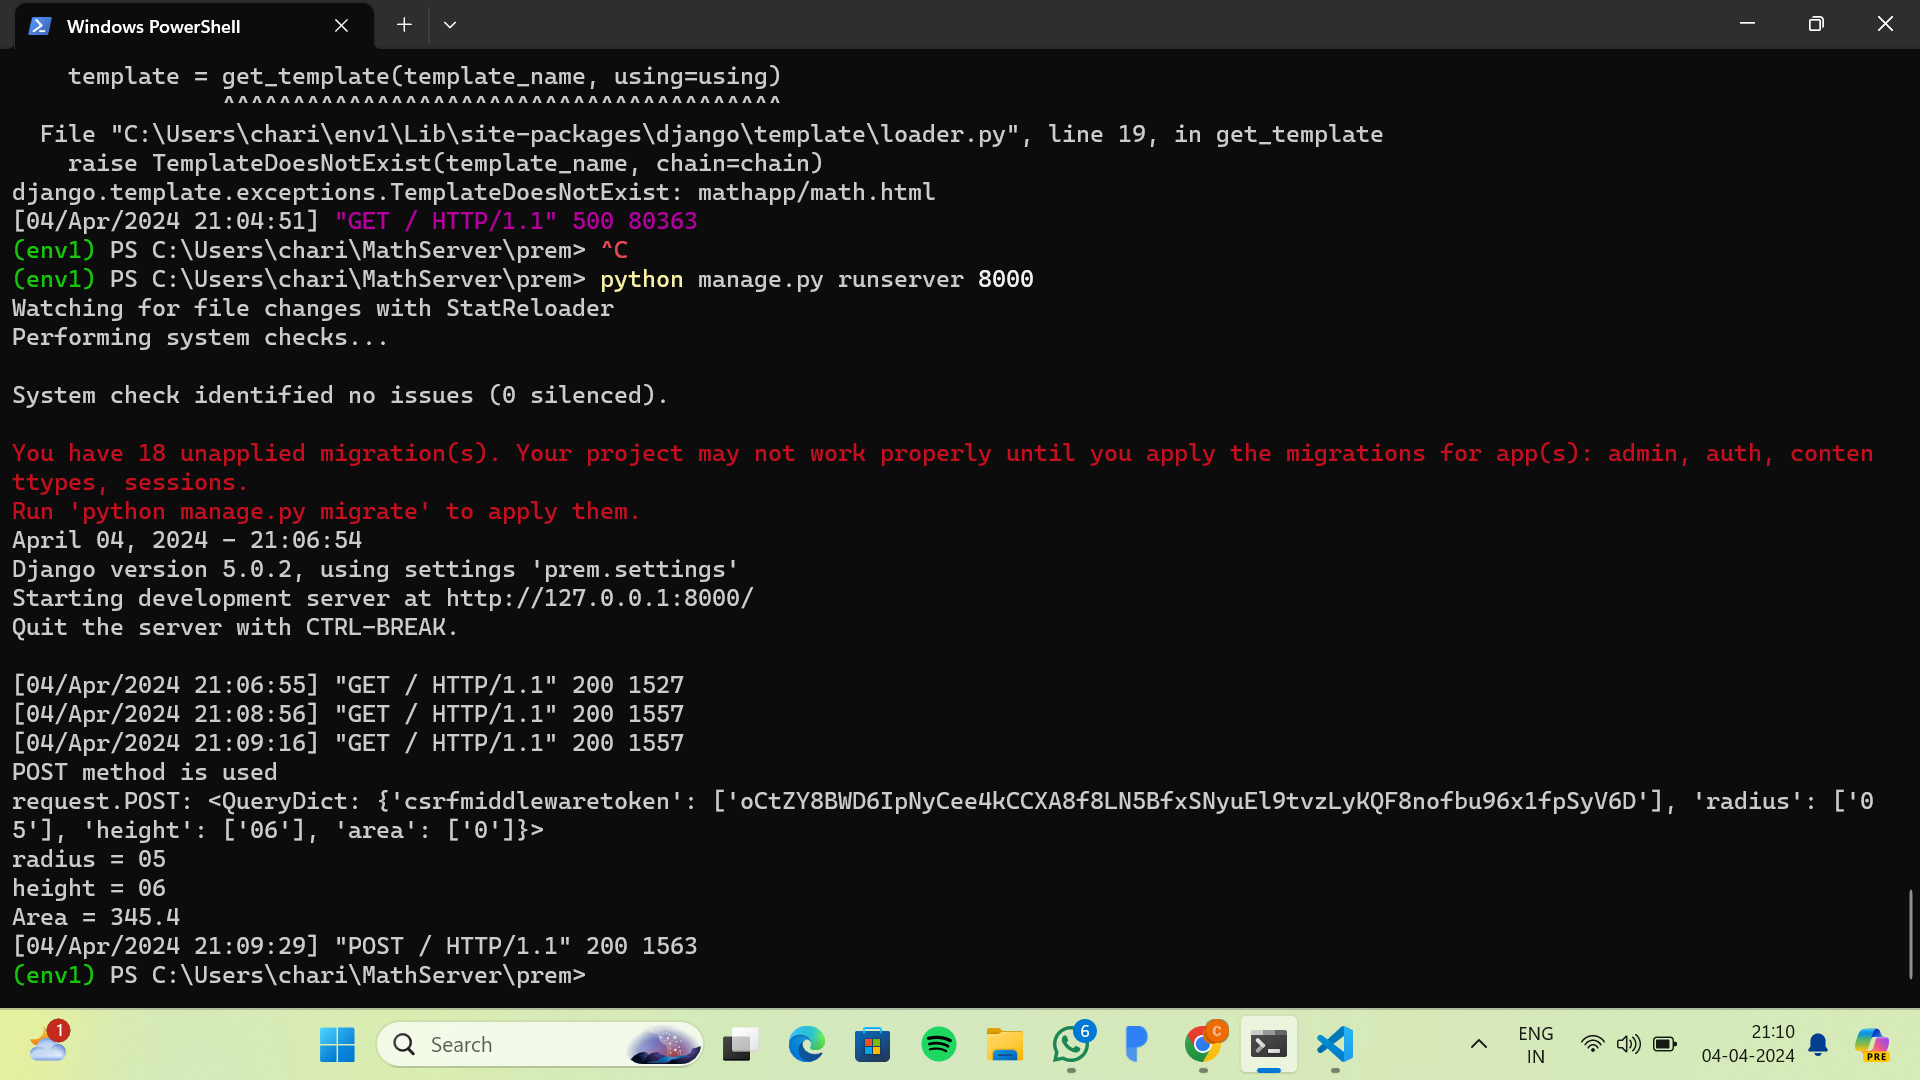 Windows PowerShell
    template = get_template(template_name, using=using)
               ^^^^^^^^^^^^^^^^^^^^^^^^^^^^^^^^^^^^^^^^
  File "C:\Users\chari\env1\Lib\site-packages\django\template\loader.py", line 19, in get_template
    raise TemplateDoesNotExist(template_name, chain=chain)
django.template.exceptions.TemplateDoesNotExist: mathapp/math.html
[04/Apr/2024 21:04:51] "GET / HTTP/1.1" 500 80363
(env1) PS C:\Users\chari\MathServer\prem> ^C
(env1) PS C:\Users\chari\MathServer\prem> python manage.py runserver 8000
Watching for file changes with StatReloader
Performing system checks...

System check identified no issues (0 silenced).

You have 18 unapplied migration(s). Your project may not work properly until you apply the migrations for app(s): admin, auth, conten
ttypes, sessions.
Run 'python manage.py migrate' to apply them.
April 04, 2024 - 21:06:54
Django version 5.0.2, using settings 'prem.settings'
Starting development server at http://127.0.0.1:8000/
Quit the server with CTRL-BREAK.

[04/Apr/2024 21:06:55] "GET / HTTP/1.1" 200 1527
[04/Apr/2024 21:08:56] "GET / HTTP/1.1" 200 1557
[04/Apr/2024 21:09:16] "GET / HTTP/1.1" 200 1557
POST method is used
request.POST: <QueryDict: {'csrfmiddlewaretoken': ['oCtZY8BWD6IpNyCee4kCCXA8f8LN5BfxSNyuEl9tvzLyKQF8nofbu96x1fpSyV6D'], 'radius': ['0
5'], 'height': ['06'], 'area': ['0']}>
radius = 05
height = 06
Area = 345.4
[04/Apr/2024 21:09:29] "POST / HTTP/1.1" 200 1563
(env1) PS C:\Users\chari\MathServer\prem>
1
Search
6
C
ENG
IN
21:10
04-04-2024
PRE